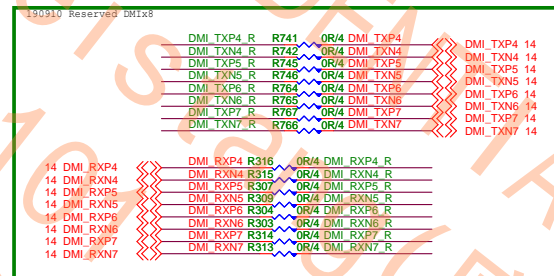 190910 Reserved DMIx8
DMI_TXP4_R R741 0R/4 DMI_TXP4 DMI_TXP4 14
DMI_TXN4_R R742 0R/4 DMI_TXN4 DMI_TXN4 14
DMI_TXP5_R R745 0R/4 DMI_TXP5 DMI_TXP5 14
DMI_TXN5_R R746 0R/4 DMI_TXN5 DMI_TXN5 14
DMI_TXP6_R R764 0R/4 DMI_TXP6 DMI_TXP6 14
DMI_TXN6_R R765 0R/4 DMI_TXN6 DMI_TXN6 14
DMI_TXP7_R R767 0R/4 DMI_TXP7 DMI_TXP7 14
DMI_TXN7_R R766 0R/4 DMI_TXN7 DMI_TXN7 14
14 DMI_RXP4 DMI_RXP4 R316 0R/4 DMI_RXP4_R
14 DMI_RXN4 DMI_RXN4 R315 0R/4 DMI_RXN4_R
14 DMI_RXP5 DMI_RXP5 R307 0R/4 DMI_RXP5_R
14 DMI_RXN5 DMI_RXN5 R309 0R/4 DMI_RXN5_R
14 DMI_RXP6 DMI_RXP6 R304 0R/4 DMI_RXP6_R
14 DMI_RXN6 DMI_RXN6 R303 0R/4 DMI_RXN6_R
14 DMI_RXP7 DMI_RXP7 R314 0R/4 DMI_RXP7_R
14 DMI_RXN7 DMI_RXN7 R313 0R/4 DMI_RXN7_R